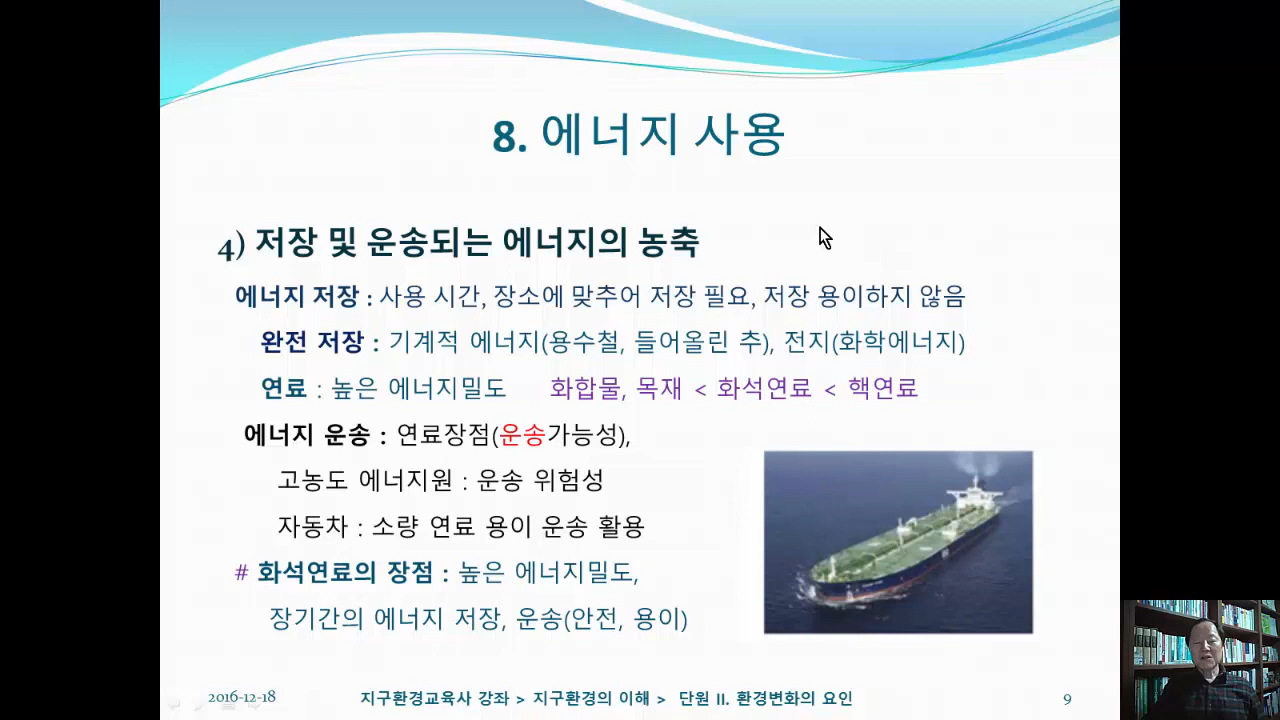 8. 에너지 사용
4) 저장 및 운송되는 에너지의 농축
에너지 저장 : 사용 시간, 장소에 맞추어 저장 필요, 저장 용이하지 않음
완전 저장 : 기계적 에너지(용수철, 들어올린 추), 전지(화학에너지)
연료 : 높은 에너지밀도 화합물, 목재 < 화석연료 < 핵연료
에너지 운송 : 연료장점(운송가능성),
고농도 에너지원 : 운송 위험성
자동차 : 소량 연료 용이 운송 활용
# 화석연료의 장점 : 높은 에너지밀도,
장기간의 에너지 저장, 운송(안전, 용이)
2016-12-18 지구환경교육사 강좌 > 지구환경의 이해 > 단원 II. 환경변화의 요인 9